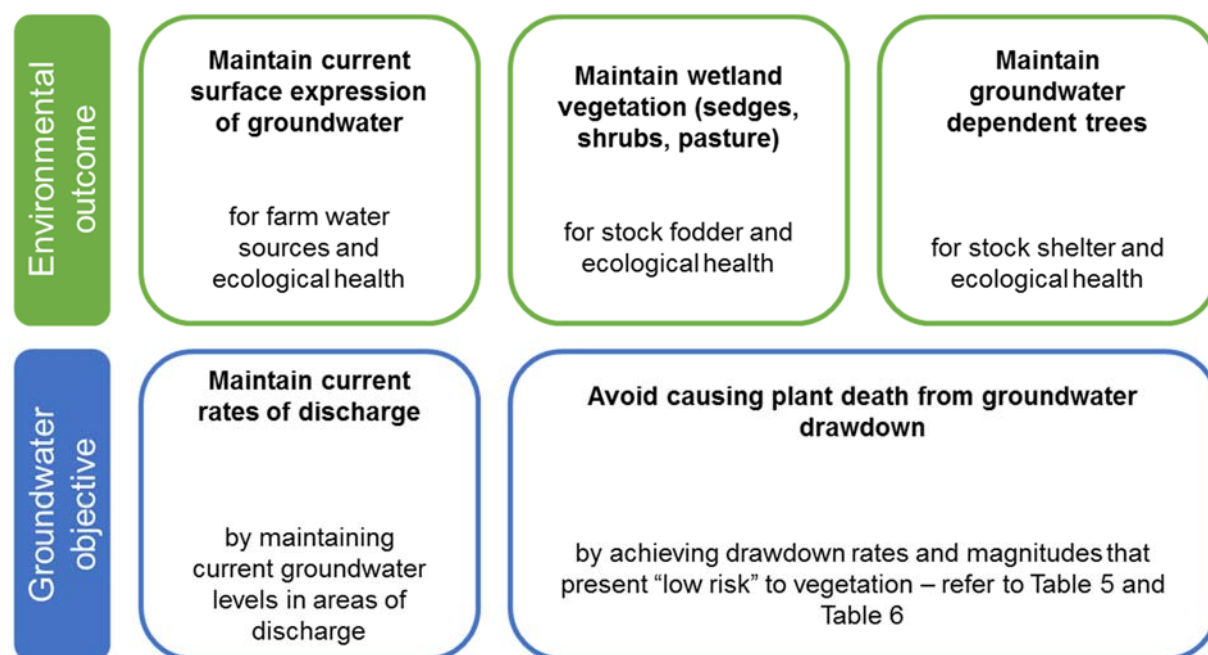 Environmental
outcome
Maintain current
surface expression
of groundwater
for farm water
sources and
ecological health
Maintain wetland
vegetation (sedges,
shrubs, pasture)
for stock fodder and
ecological health
Maintain
groundwater
dependent trees
for stock shelter and
ecological health
Groundwater
objective
Maintain current
rates of discharge
by maintaining
current groundwater
levels in areas of
discharge
Avoid causing plant death from groundwater
drawdown
by achieving drawdown rates and magnitudes that
present “low risk” to vegetation – refer to Table 5 and
Table 6